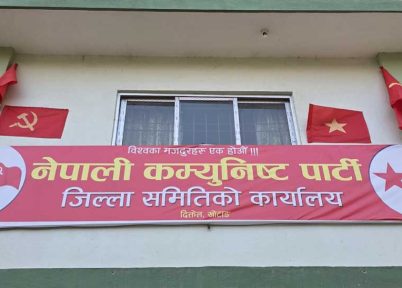 विश्वका मजदुरहरू एक होऔं !!!
नेपाली कम्युनिष्ट पार्टी
जिल्ला समितिको कार्यालय
दिक्तेल, खोटाङ